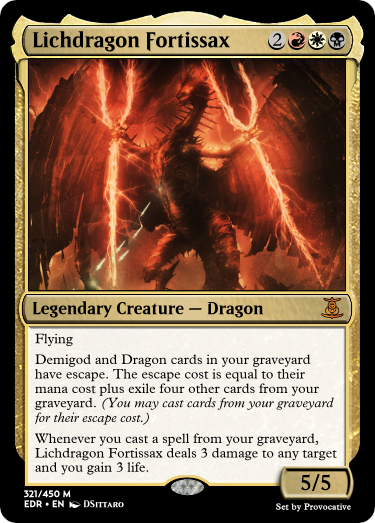 Lichdragon Fortissax 2
Legendary Creature — Dragon
Flying
Demigod and Dragon cards in your graveyard
have escape. The escape cost is equal to their
mana cost plus exile four other cards from your
graveyard. (You may cast cards from your graveyard
for their escape cost.)
Whenever you cast a spell from your graveyard,
Lichdragon Fortissax deals 3 damage to any target
and you gain 3 life.
5/5
321/450 M
EDR • EN DSittaro
Set by Provocative